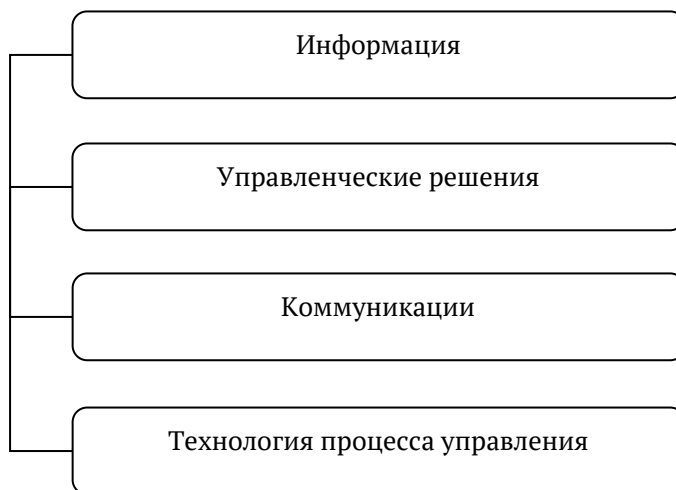 Информация
Управленческие решения
Коммуникации
Технология процесса управления